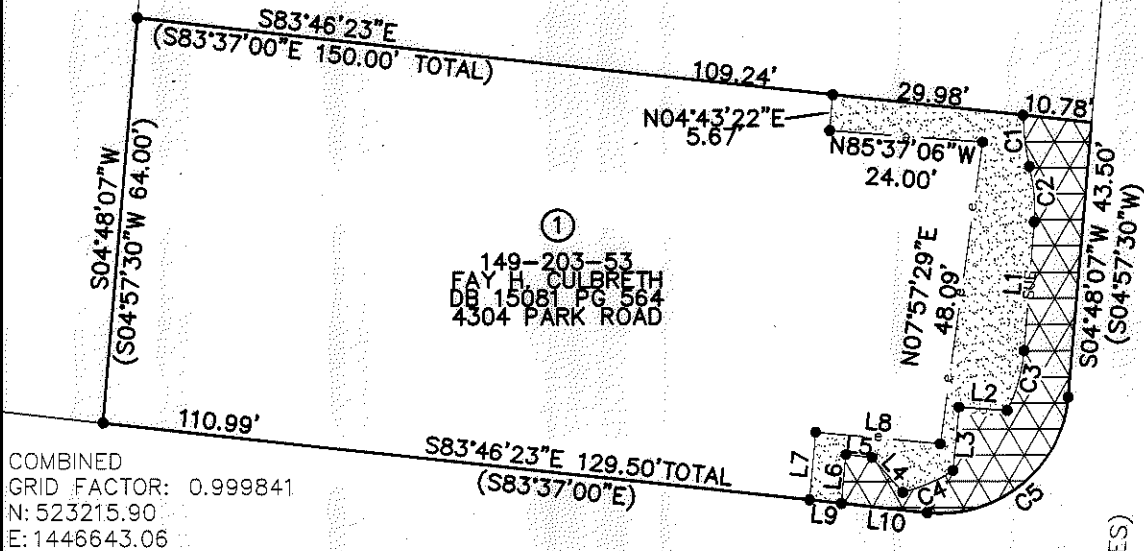 S83°46'23"E
(S83°37'00"E 150.00' TOTAL)
109.24'
29.98'
10.78'
N04°43'22"E
5.67'
N85°37'06"W
24.00'
C1
C2
S04°48'07"W
(S04°57'30"W 64.00')
1
149-203-53
FAY H. CULBRETH
DB 15081 PG 564
4304 PARK ROAD
N07°57'29"E
48.09'
L1
SUE
S04°48'07"W 43.50'
(S04°57'30"W)
C3
L2
L3
L8
L5
L7
L6
L4
C4
C5
L9
L10
110.99'
S83°46'23"E 129.50'TOTAL
(S83°37'00"E)
COMBINED
GRID FACTOR: 0.999841
N: 523215.90
E: 1446643.06
e
e
e
e
e
ES)